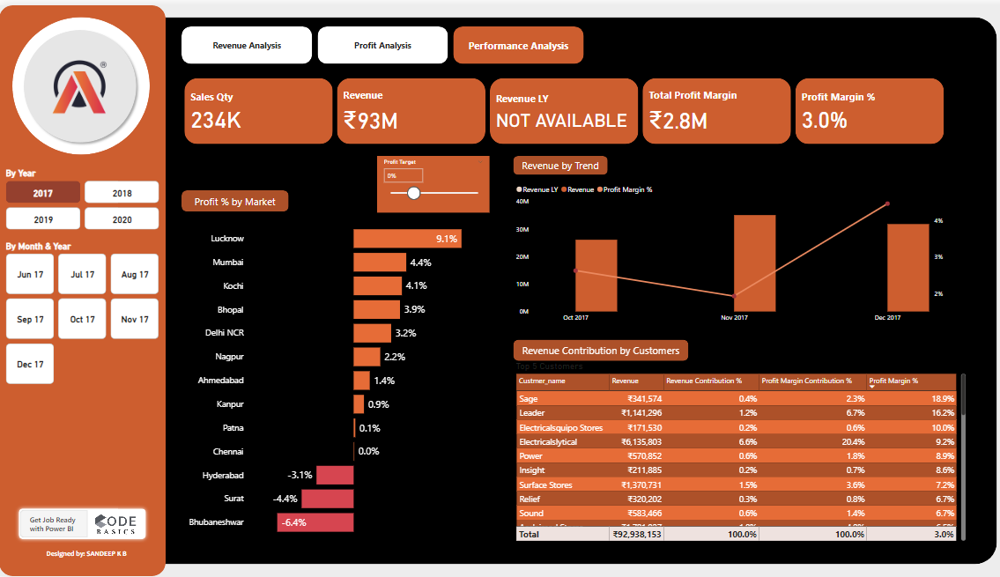 Revenue Analysis
Profit Analysis
Performance Analysis
®
Sales Qty
234K
Revenue
₹93M
Revenue LY
NOT AVAILABLE
Total Profit Margin
₹2.8M
Profit Margin %
3.0%
By Year
2017
2018
2019
2020
By Month & Year
Jun 17
Jul 17
Aug 17
Sep 17
Oct 17
Nov 17
Dec 17
Get Job Ready
with Power BI
CODE
BASICS
Designed by: SANDEEP K B
Profit Target
0%
Profit % by Market
Lucknow 9.1%
Mumbai 4.4%
Kochi 4.1%
Bhopal 3.9%
Delhi NCR 3.2%
Nagpur 2.2%
Ahmedabad 1.4%
Kanpur 0.9%
Patna 0.1%
Chennai 0.0%
Hyderabad -3.1%
Surat -4.4%
Bhubaneshwar -6.4%
Revenue by Trend
Revenue LY Revenue Profit Margin %
40M
30M
20M
10M
0M
4%
3%
2%
Oct 2017
Nov 2017
Dec 2017
Revenue Contribution by Customers
Top 5 Customers
Custmer_name Revenue Revenue Contribution % Profit Margin Contribution % Profit Margin %
Sage ₹341,574 0.4% 2.3% 18.9%
Leader ₹1,141,296 1.2% 6.7% 16.2%
Electricalsquipo Stores ₹171,530 0.2% 0.6% 10.0%
Electricalslytical ₹6,135,803 6.6% 20.4% 9.2%
Power ₹570,852 0.6% 1.8% 8.9%
Insight ₹211,885 0.2% 0.7% 8.6%
Surface Stores ₹1,370,731 1.5% 3.6% 7.2%
Relief ₹320,202 0.3% 0.8% 6.7%
Sound ₹583,466 0.6% 1.4% 6.7%
Total ₹92,938,153 100.0% 100.0% 3.0%